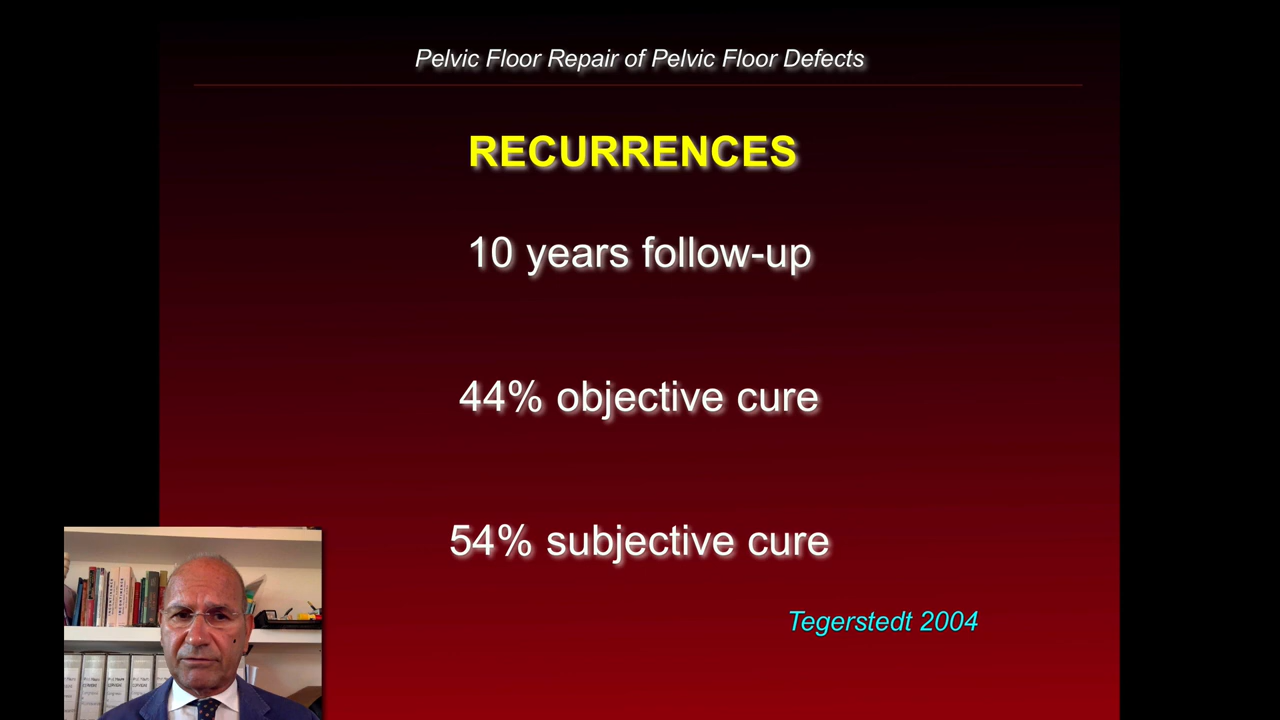 Pelvic Floor Repair of Pelvic Floor Defects
RECURRENCES
10 years follow-up
44% objective cure
54% subjective cure
Tegerstedt 2004